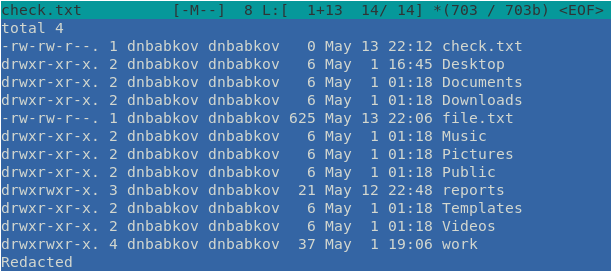 check.txt [-M--] 8 L:[ 1+13 14/ 14] *(703 / 703b) <EOF>
total 4
-rw-rw-r--. 1 dnbabkov dnbabkov 0 May 13 22:12 check.txt
drwxr-xr-x. 2 dnbabkov dnbabkov 6 May 1 16:45 Desktop
drwxr-xr-x. 2 dnbabkov dnbabkov 6 May 1 01:18 Documents
drwxr-xr-x. 2 dnbabkov dnbabkov 6 May 1 01:18 Downloads
-rw-rw-r--. 1 dnbabkov dnbabkov 625 May 13 22:06 file.txt
drwxr-xr-x. 2 dnbabkov dnbabkov 6 May 1 01:18 Music
drwxr-xr-x. 2 dnbabkov dnbabkov 6 May 1 01:18 Pictures
drwxr-xr-x. 2 dnbabkov dnbabkov 6 May 1 01:18 Public
drwxrwxr-x. 3 dnbabkov dnbabkov 21 May 12 22:48 reports
drwxr-xr-x. 2 dnbabkov dnbabkov 6 May 1 01:18 Templates
drwxr-xr-x. 2 dnbabkov dnbabkov 6 May 1 01:18 Videos
drwxrwxr-x. 4 dnbabkov dnbabkov 37 May 1 19:06 work
Redacted